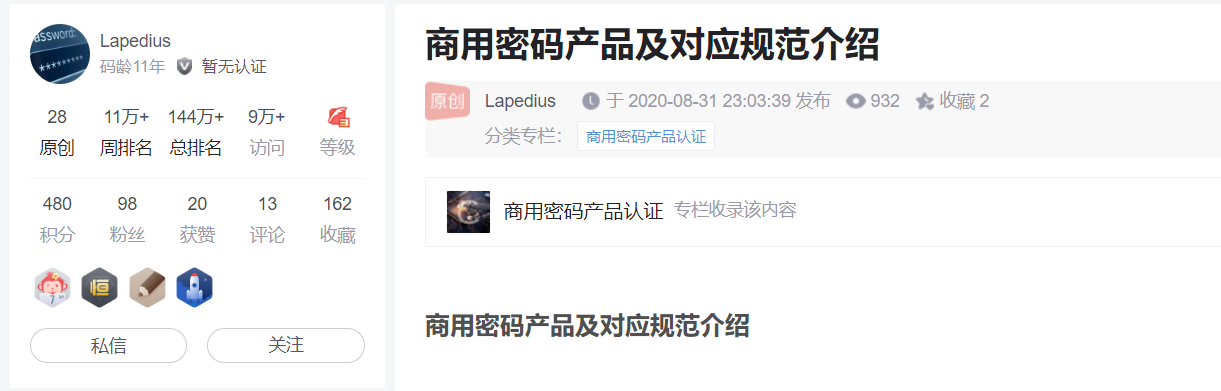 assword:
*********
Lapedius
码龄11年 暂无认证
28 11万+ 144万+ 9万+
原创 周排名 总排名 访问 等级
480 98 20 13 162
积分 粉丝 获赞 评论 收藏
1
恒
私信 关注
商用密码产品及对应规范介绍
原创 Lapedius 于 2020-08-31 23:03:39 发布 932 收藏 2
分类专栏： 商用密码产品认证
商用密码产品认证 专栏收录该内容
商用密码产品及对应规范介绍